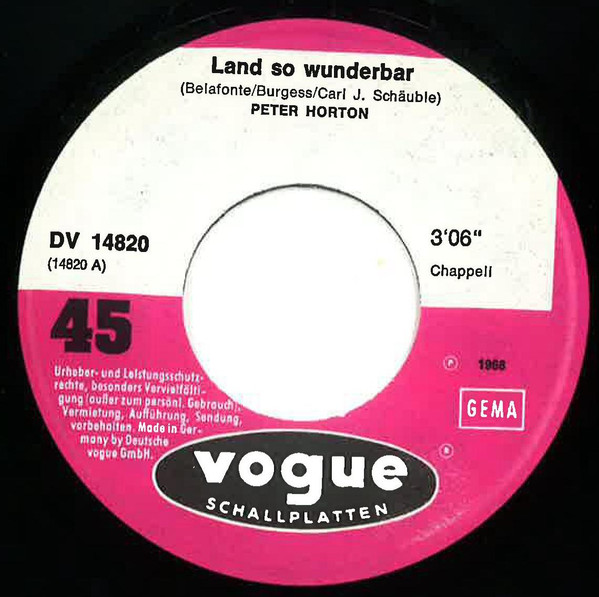 Land so wunderbar
(Belafonte/Burgess/Carl J. Schäuble)
PETER HORTON
DV 14820
(14820 A)
3'06"
Chappell
45
Urheber- und Leistungsschutz-
rechte, besonders Vervielfälti-
gung (außer zum persönl. Gebrauch),
Vermietung, Aufführung, Sendung,
vorbehalten. Made in Ger-
many by Deutsche
vogue GmbH.
℗ 1968
GEMA
vogue
SCHALLPLATTEN